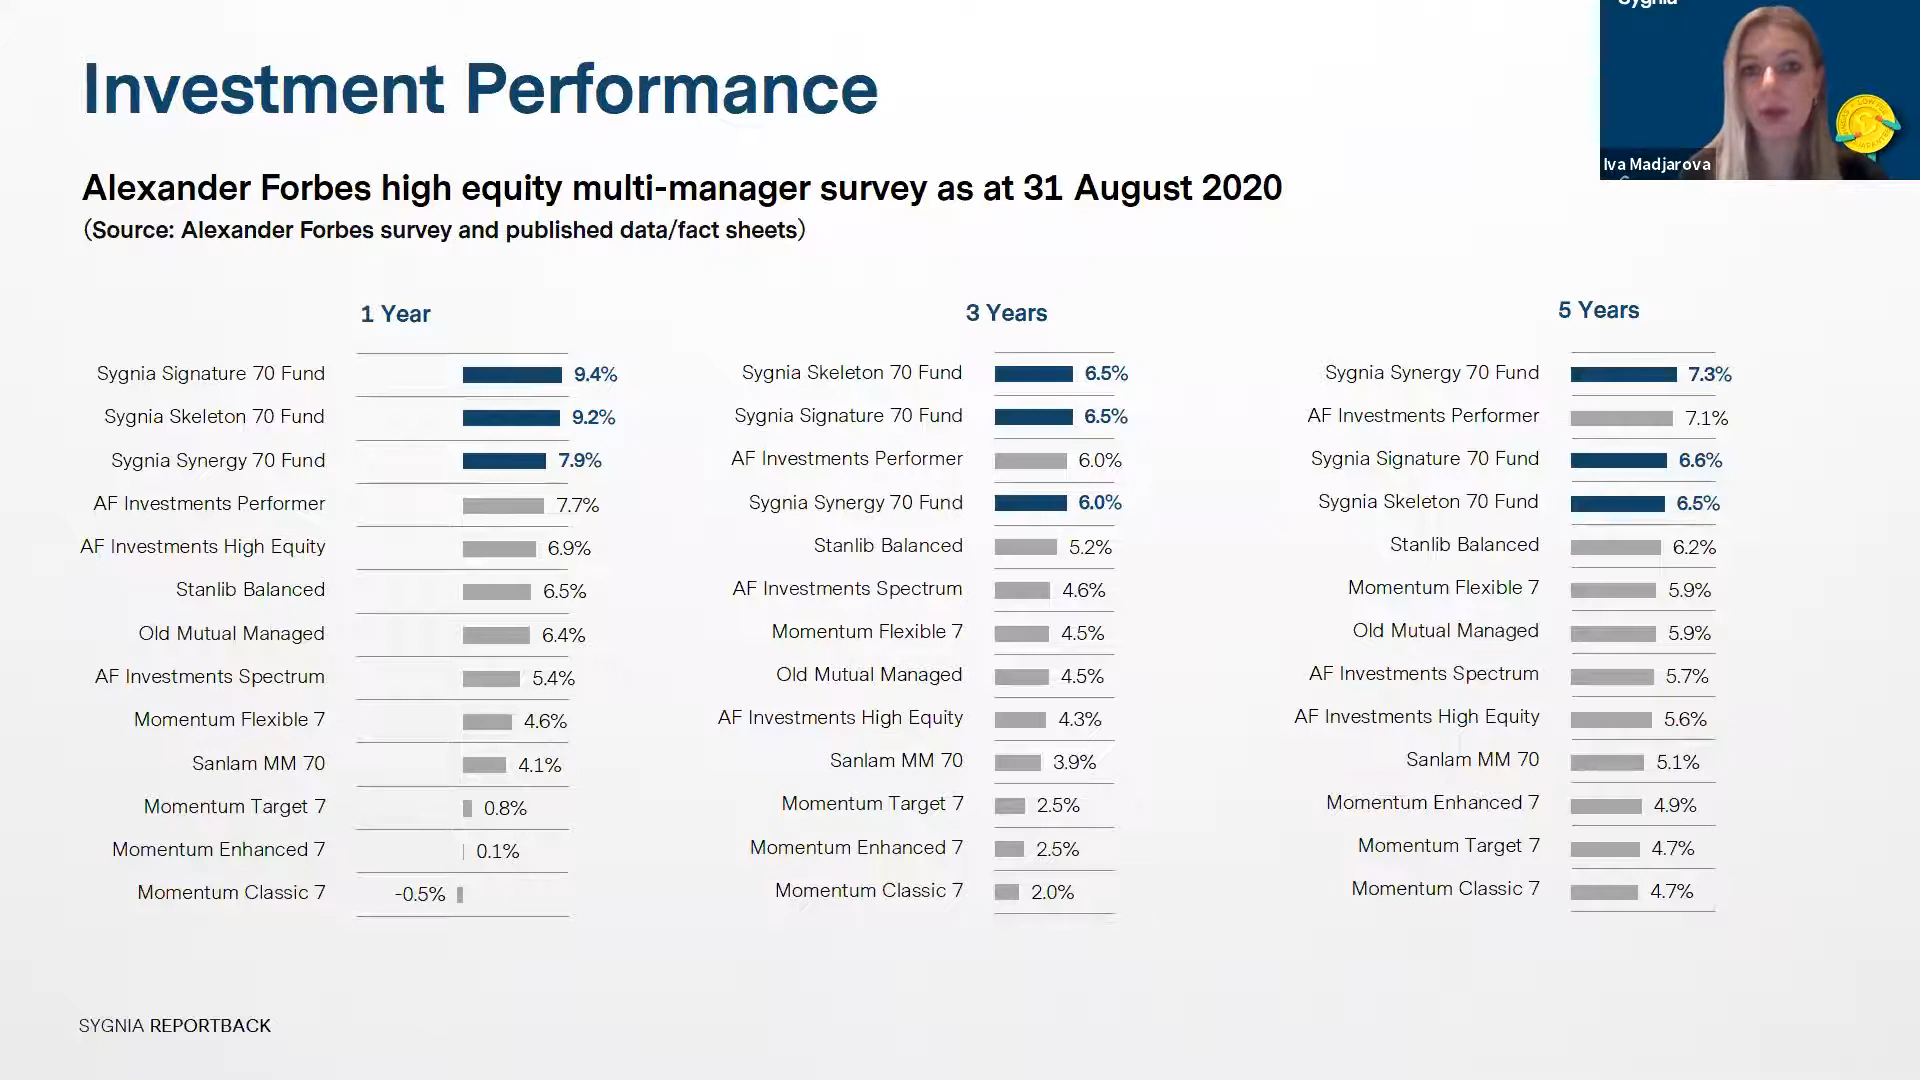 Sygnia
Investment Performance
Iva Madjarova
Alexander Forbes high equity multi-manager survey as at 31 August 2020
(Source: Alexander Forbes survey and published data/fact sheets)
1 Year
Sygnia Signature 70 Fund 9.4%
Sygnia Skeleton 70 Fund 9.2%
Sygnia Synergy 70 Fund 7.9%
AF Investments Performer 7.7%
AF Investments High Equity 6.9%
Stanlib Balanced 6.5%
Old Mutual Managed 6.4%
AF Investments Spectrum 5.4%
Momentum Flexible 7 4.6%
Sanlam MM 70 4.1%
Momentum Target 7 0.8%
Momentum Enhanced 7 0.1%
Momentum Classic 7 -0.5%
3 Years
Sygnia Skeleton 70 Fund 6.5%
Sygnia Signature 70 Fund 6.5%
AF Investments Performer 6.0%
Sygnia Synergy 70 Fund 6.0%
Stanlib Balanced 5.2%
AF Investments Spectrum 4.6%
Momentum Flexible 7 4.5%
Old Mutual Managed 4.5%
AF Investments High Equity 4.3%
Sanlam MM 70 3.9%
Momentum Target 7 2.5%
Momentum Enhanced 7 2.5%
Momentum Classic 7 2.0%
5 Years
Sygnia Synergy 70 Fund 7.3%
AF Investments Performer 7.1%
Sygnia Signature 70 Fund 6.6%
Sygnia Skeleton 70 Fund 6.5%
Stanlib Balanced 6.2%
Momentum Flexible 7 5.9%
Old Mutual Managed 5.9%
AF Investments Spectrum 5.7%
AF Investments High Equity 5.6%
Sanlam MM 70 5.1%
Momentum Enhanced 7 4.9%
Momentum Target 7 4.7%
Momentum Classic 7 4.7%
SYGNIA REPORTBACK